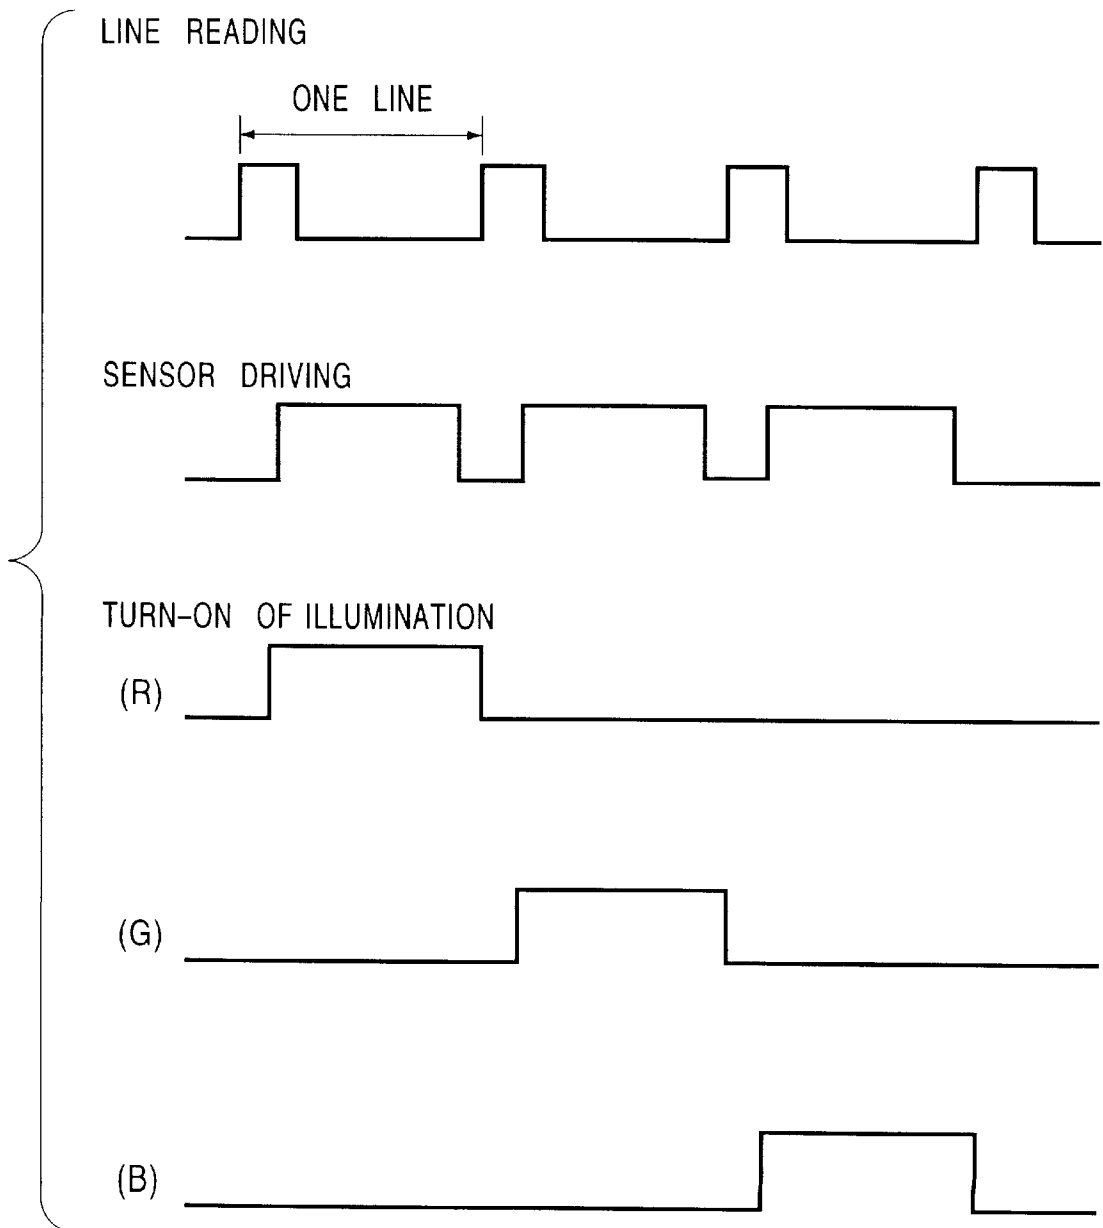 LINE READING
ONE LINE
SENSOR DRIVING
TURN-ON OF ILLUMINATION
(R)
(G)
(B)